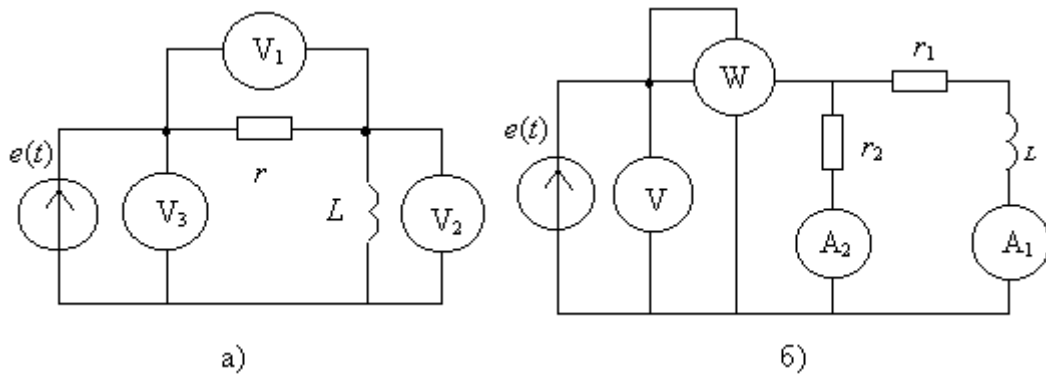 V₁
e(t)
r
V₃
L
V₂
а)
W
r₁
e(t)
r₂
L
V
A₂
A₁
б)